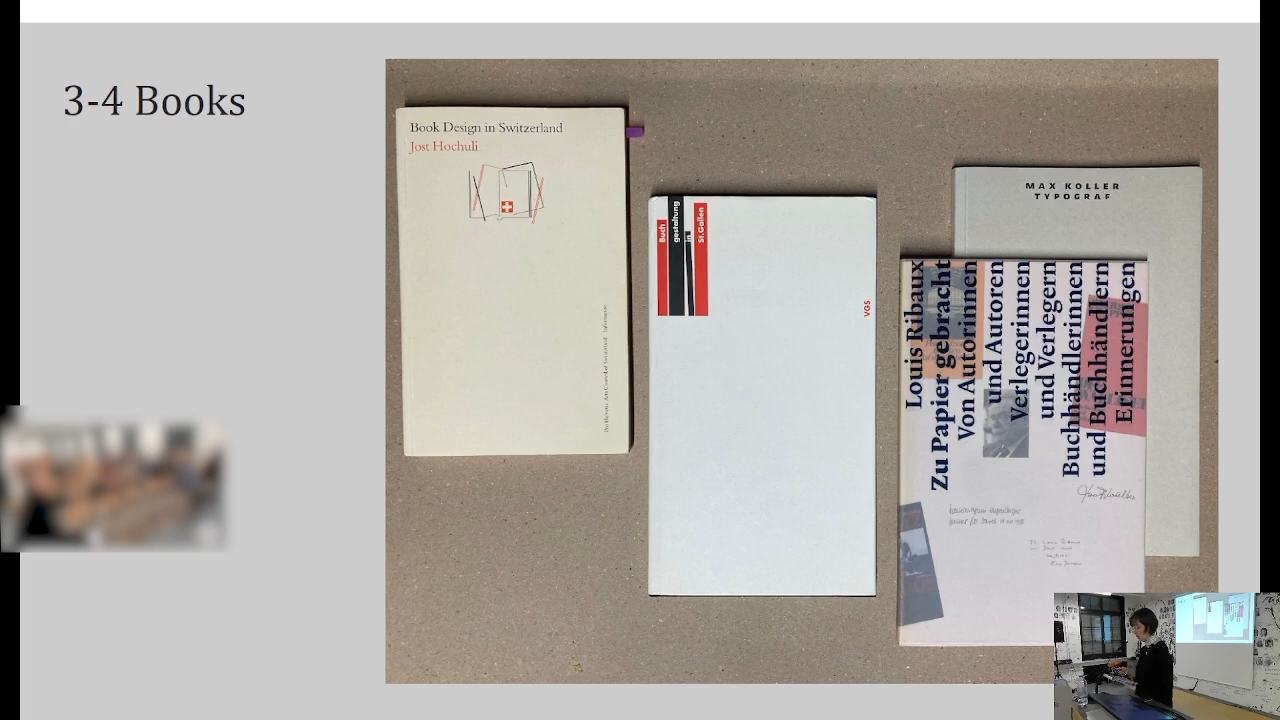 3-4 Books
Book Design in Switzerland
Jost Hochuli
Buch
gestaltung
in
St.Gallen
VGS
MAX KOLLER
TYPOGRAF
Louis Ribaux
Zu Papier gebracht
Von Autorinnen
und Autoren
Verlegerinnen
und Verlegern
Buchhändlerinnen
und Buchhändlern
Erinnerungen